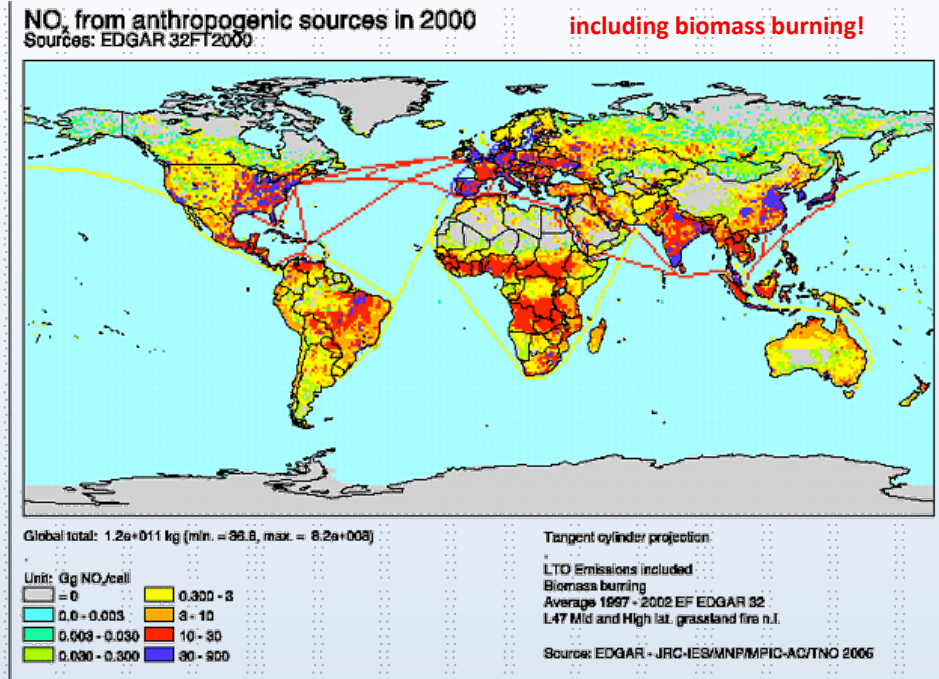 NOx from anthropogenic sources in 2000
including biomass burning!
Sources: EDGAR 32FT2000
Global total: 1.2e+011 kg (min. = 36.8, max. = 8.2e+008)
Unit: Gg NO2/cell
= 0
0.0 - 0.003
0.003 - 0.030
0.030 - 0.300
0.300 - 3
3 - 10
10 - 30
30 - 900
Tangent cylinder projection
LTO Emissions included
Biomass burning
Average 1997 - 2002 EF EDGAR 32
L47 Mid and High lat. grassland fire n.l.
Source: EDGAR - JRC-IES/MNP/MPIC-AC/TNO 2005